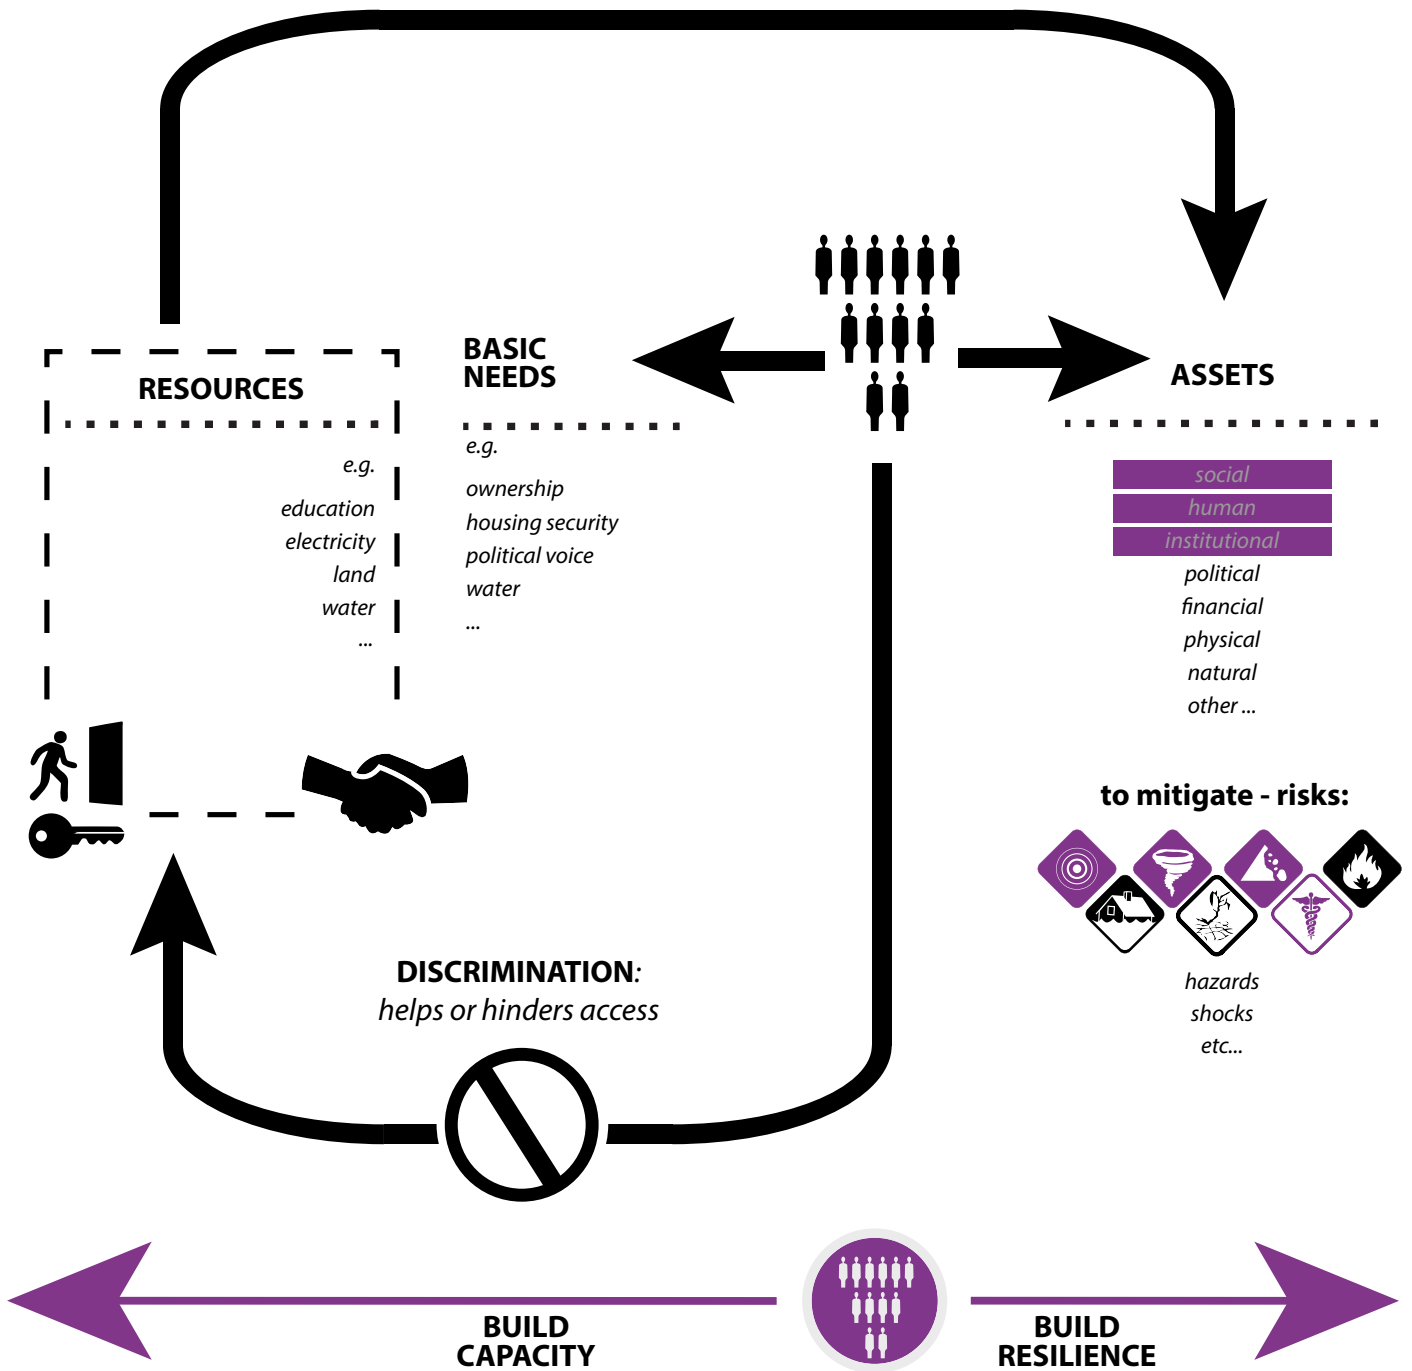 RESOURCES
e.g.
education
electricity
land
water
...
BASIC
NEEDS
e.g.
ownership
housing security
political voice
water
...
ASSETS
social
human
institutional
political
financial
physical
natural
other ...
to mitigate - risks:
hazards
shocks
etc...
DISCRIMINATION:
helps or hinders access
BUILD
CAPACITY
BUILD
RESILIENCE